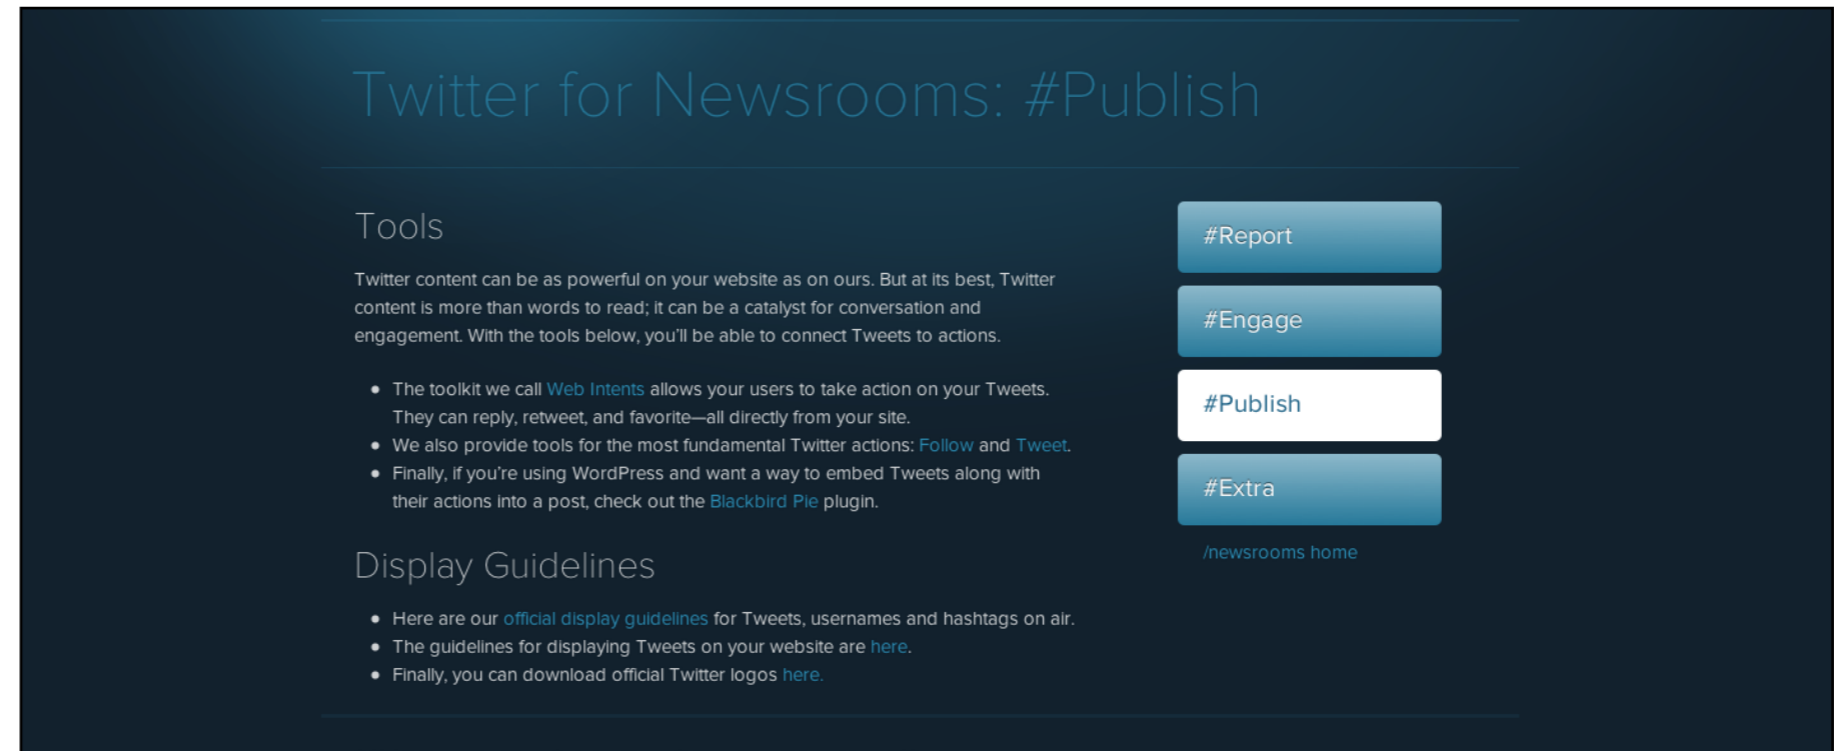 Twitter for Newsrooms: #Publish
Tools
Twitter content can be as powerful on your website as on ours. But at its best, Twitter
content is more than words to read; it can be a catalyst for conversation and
engagement. With the tools below, you'll be able to connect Tweets to actions.
The toolkit we call Web Intents allows your users to take action on your Tweets.
They can reply, retweet, and favorite—all directly from your site.
We also provide tools for the most fundamental Twitter actions: Follow and Tweet.
Finally, if you're using WordPress and want a way to embed Tweets along with
their actions into a post, check out the Blackbird Pie plugin.
Display Guidelines
Here are our official display guidelines for Tweets, usernames and hashtags on air.
The guidelines for displaying Tweets on your website are here.
Finally, you can download official Twitter logos here.
#Report
#Engage
#Publish
#Extra
/newsrooms home